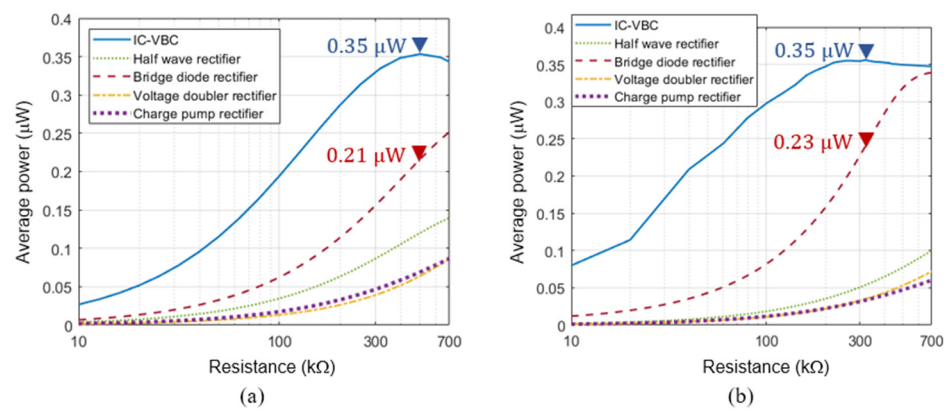 0.4
0.35
0.3
0.25
0.2
0.15
0.1
0.05
0
Average power (μW)
IC-VBC
Half wave rectifier
Bridge diode rectifier
Voltage doubler rectifier
Charge pump rectifier
0.35 μW
0.21 μW
10 100 300 700
Resistance (kΩ)
(a)
0.4
0.35
0.3
0.25
0.2
0.15
0.1
0.05
0
Average power (μW)
IC-VBC
Half wave rectifier
Bridge diode rectifier
Voltage doubler rectifier
Charge pump rectifier
0.35 μW
0.23 μW
10 100 300 700
Resistance (kΩ)
(b)